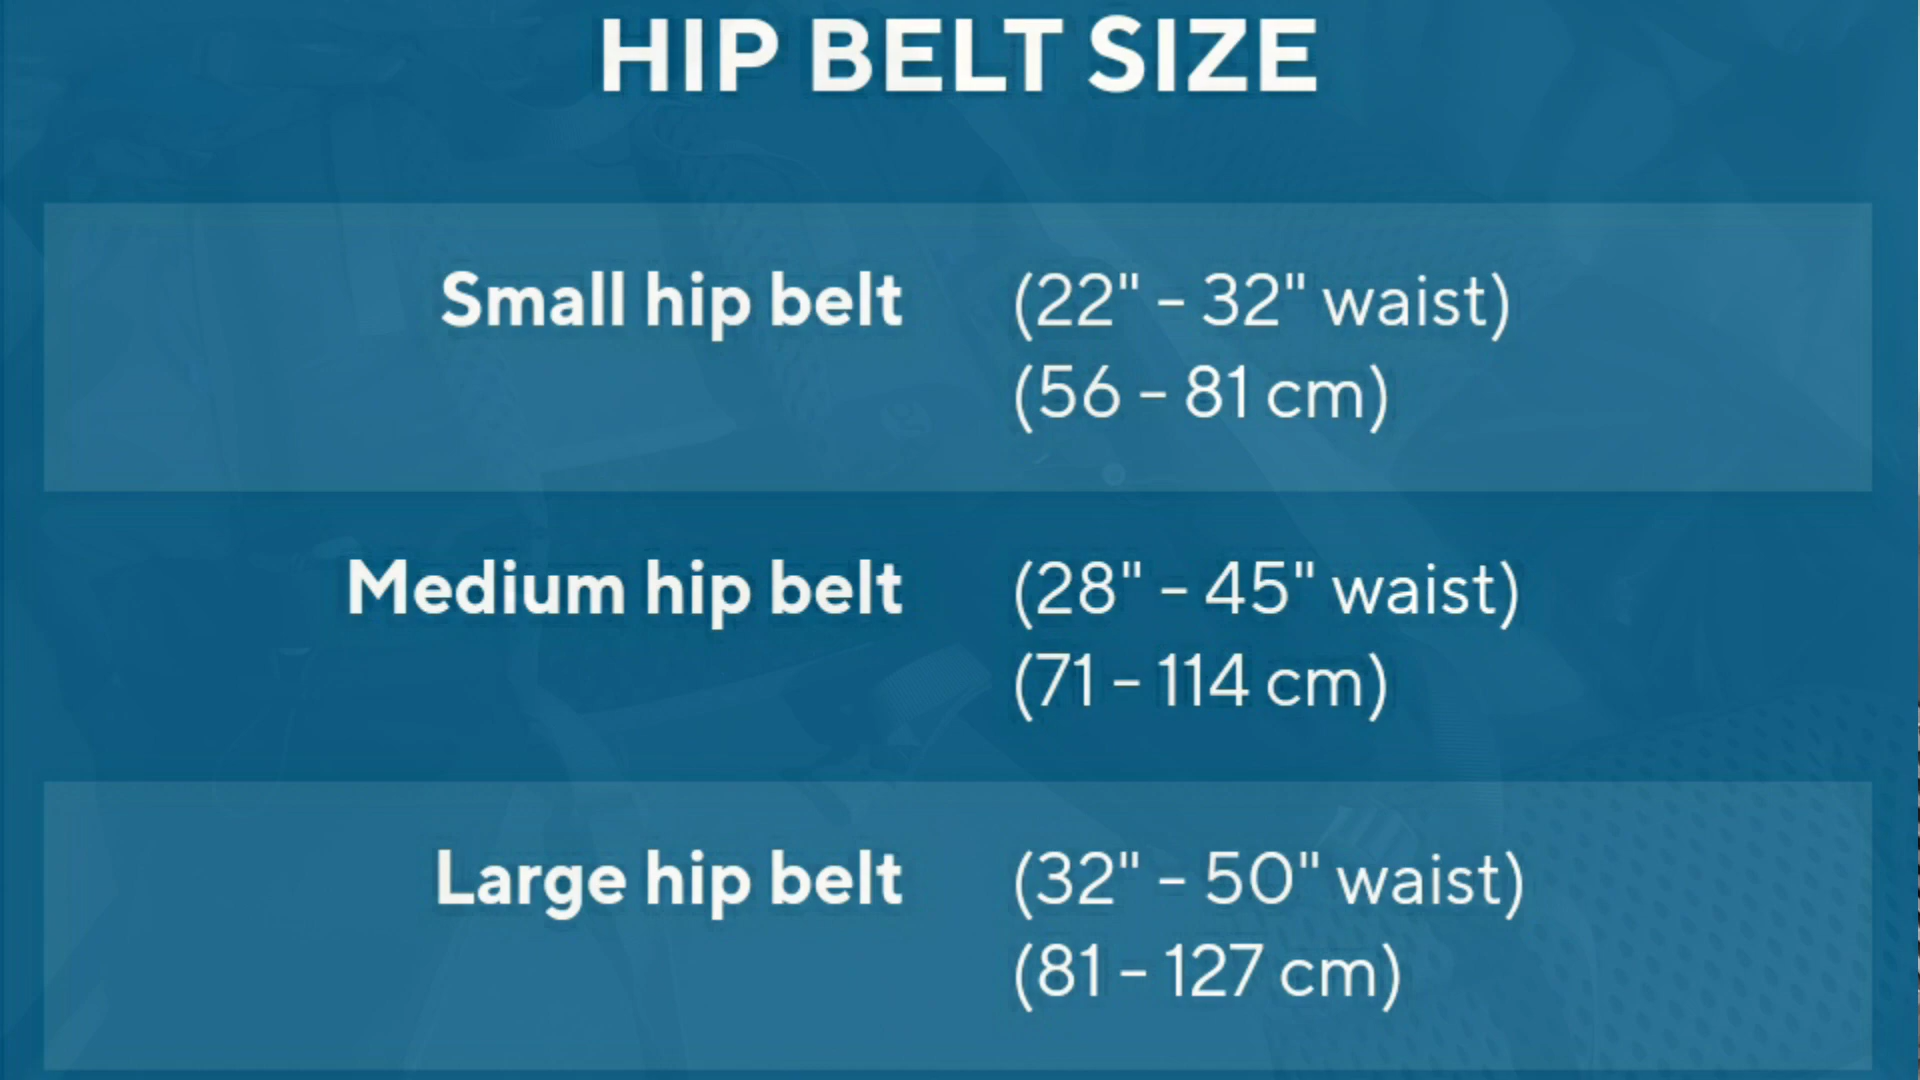 HIP BELT SIZE
Small hip belt (22" – 32" waist)
(56 – 81 cm)
Medium hip belt (28" – 45" waist)
(71 – 114 cm)
Large hip belt (32" – 50" waist)
(81 – 127 cm)